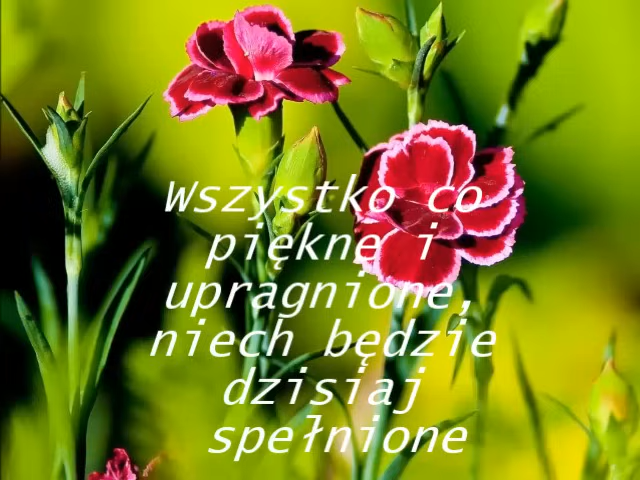 Wszystko co
piękne i
upragnione,
niech będzie
dzisiaj
spełnione